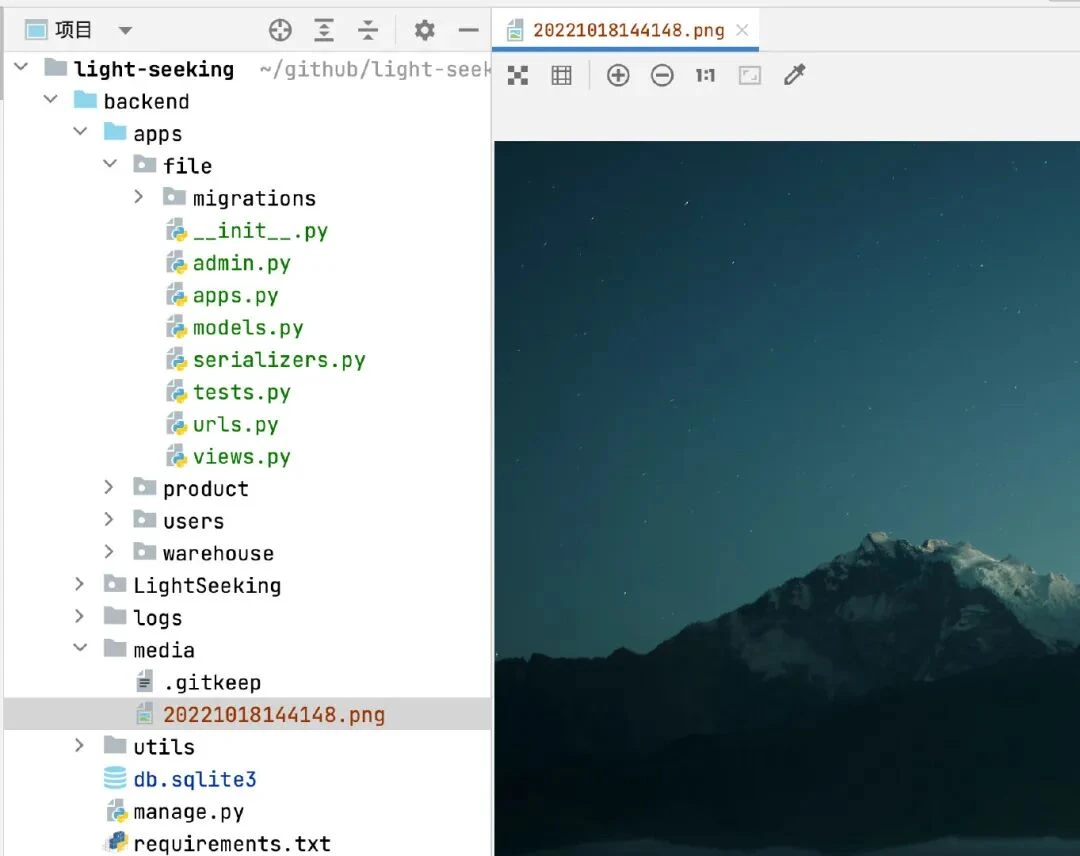 项目
20221018144148.png
light-seeking ~/github/light-seek
1:1
backend
apps
file
migrations
__init__.py
admin.py
apps.py
models.py
serializers.py
tests.py
urls.py
views.py
product
users
warehouse
LightSeeking
logs
media
.gitkeep
20221018144148.png
utils
db.sqlite3
manage.py
requirements.txt